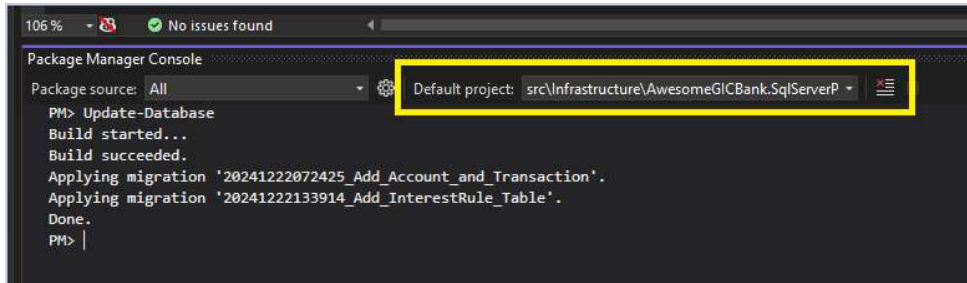 106 % No issues found
Package Manager Console
Package source: All Default project: src\Infrastructure\AwesomeGICBank.SqlServerP
PM> Update-Database
Build started...
Build succeeded.
Applying migration '20241222072425_Add_Account_and_Transaction'.
Applying migration '20241222133914_Add_InterestRule_Table'.
Done.
PM>